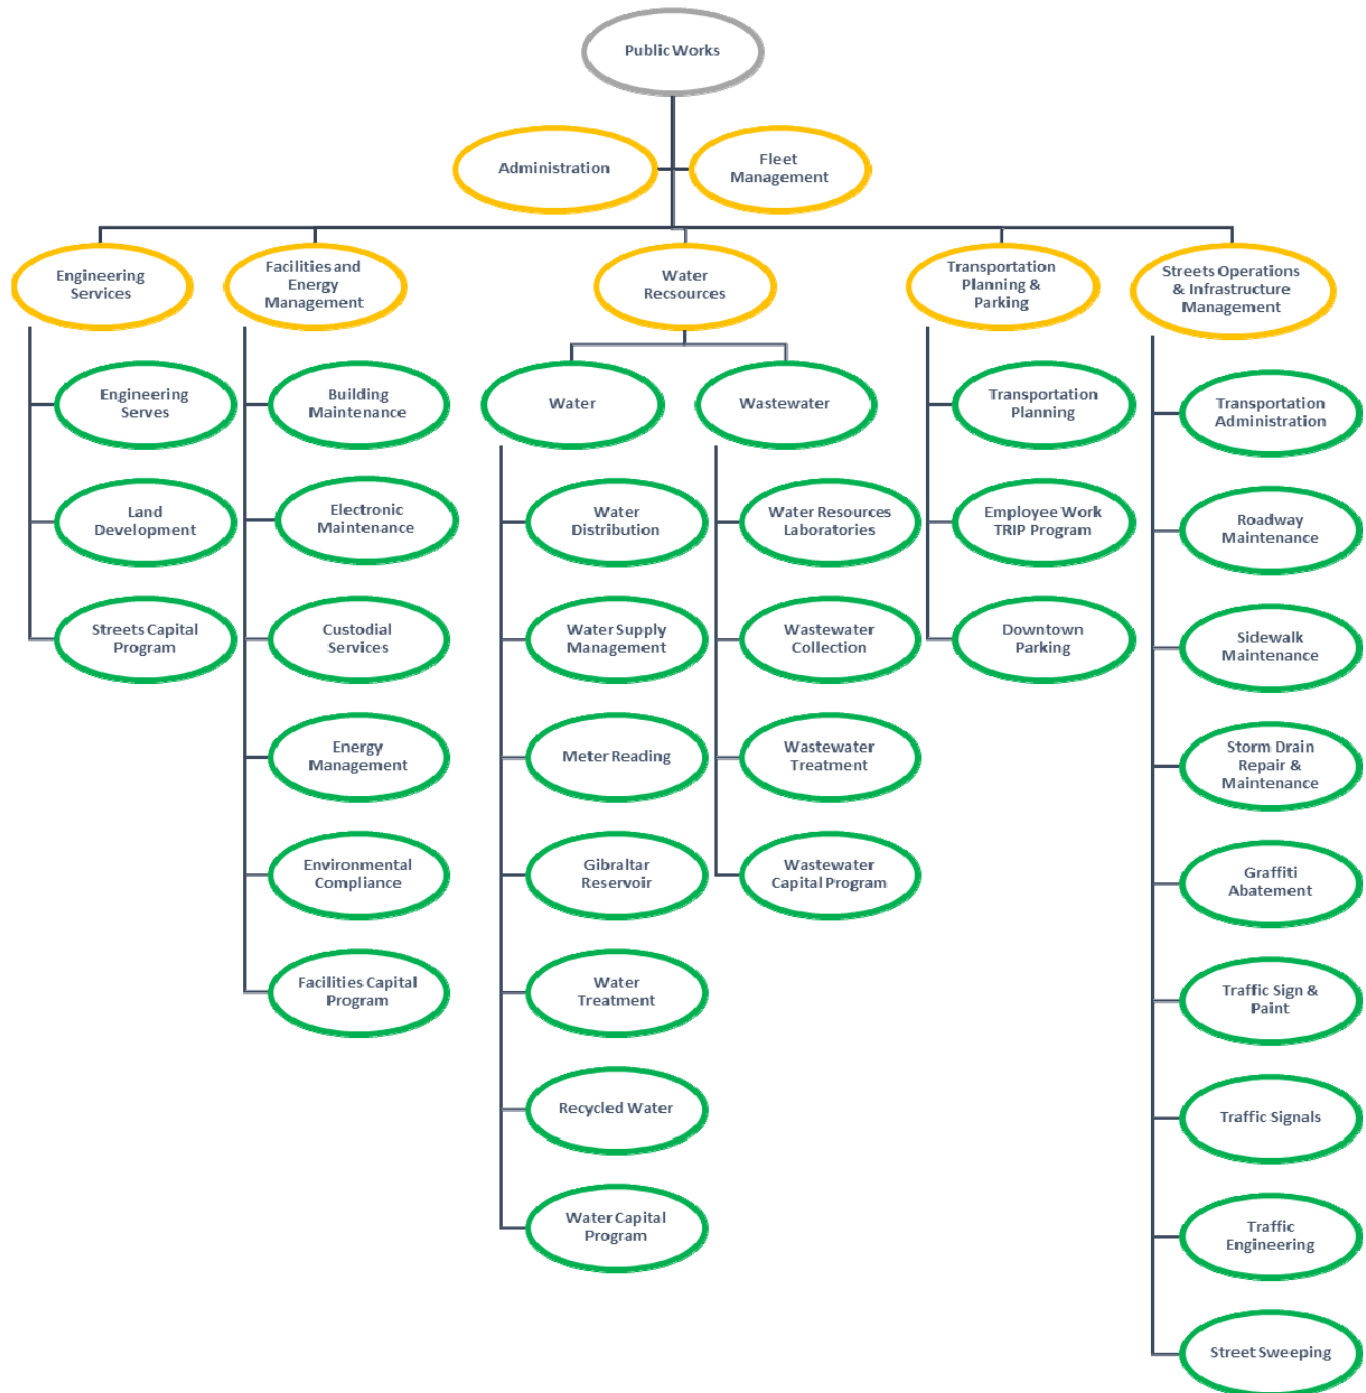 Public Works
Administration
Fleet
Management
Engineering
Services
Facilities and
Energy
Management
Water
Recsources
Transportation
Planning &
Parking
Streets Operations
& Infrastructure
Management
Engineering
Serves
Land
Development
Streets Capital
Program
Building
Maintenance
Electronic
Maintenance
Custodial
Services
Energy
Management
Environmental
Compliance
Facilities Capital
Program
Water
Wastewater
Water
Distribution
Water Supply
Management
Meter Reading
Gibraltar
Reservoir
Water
Treatment
Recycled Water
Water Capital
Program
Water Resources
Laboratories
Wastewater
Collection
Wastewater
Treatment
Wastewater
Capital Program
Transportation
Planning
Employee Work
TRIP Program
Downtown
Parking
Transportation
Administration
Roadway
Maintenance
Sidewalk
Maintenance
Storm Drain
Repair &
Maintenance
Graffiti
Abatement
Traffic Sign &
Paint
Traffic Signals
Traffic
Engineering
Street Sweeping